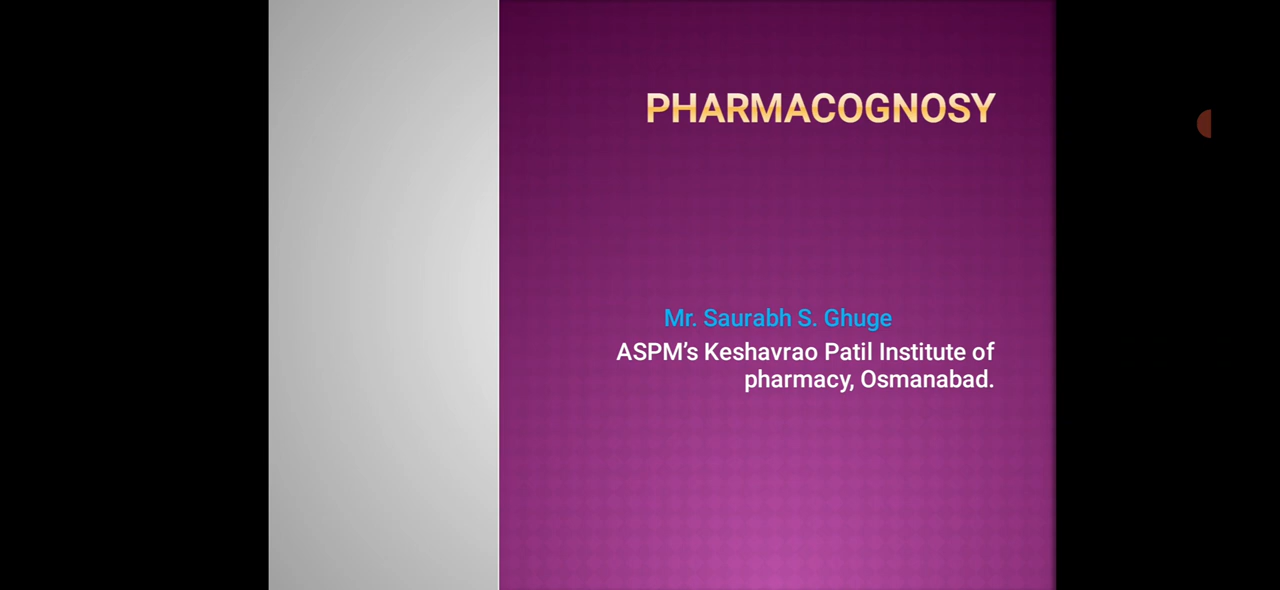 PHARMACOGNOSY
Mr. Saurabh S. Ghuge
ASPM’s Keshavrao Patil Institute of
pharmacy, Osmanabad.